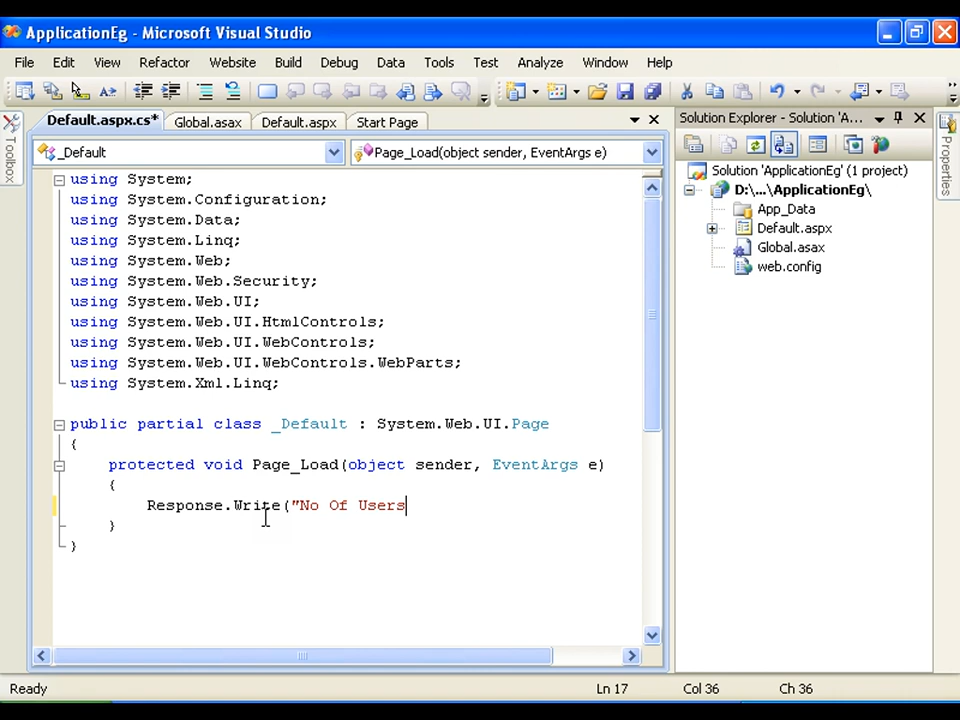 ApplicationEg - Microsoft Visual Studio
File Edit View Refactor Website Build Debug Data Tools Test Analyze Window Help
Default.aspx.cs* Global.asax Default.aspx Start Page
_Default Page_Load(object sender, EventArgs e)
using System;
using System.Configuration;
using System.Data;
using System.Linq;
using System.Web;
using System.Web.Security;
using System.Web.UI;
using System.Web.UI.HtmlControls;
using System.Web.UI.WebControls;
using System.Web.UI.WebControls.WebParts;
using System.Xml.Linq;
public partial class _Default : System.Web.UI.Page
{
protected void Page_Load(object sender, EventArgs e)
{
Response.Write("No Of Users
}
}
Toolbox
Solution Explorer - Solution 'A...
Solution 'ApplicationEg' (1 project)
D:\...\ApplicationEg\
App_Data
Default.aspx
Global.asax
web.config
Properties
Ready Ln 17 Col 36 Ch 36